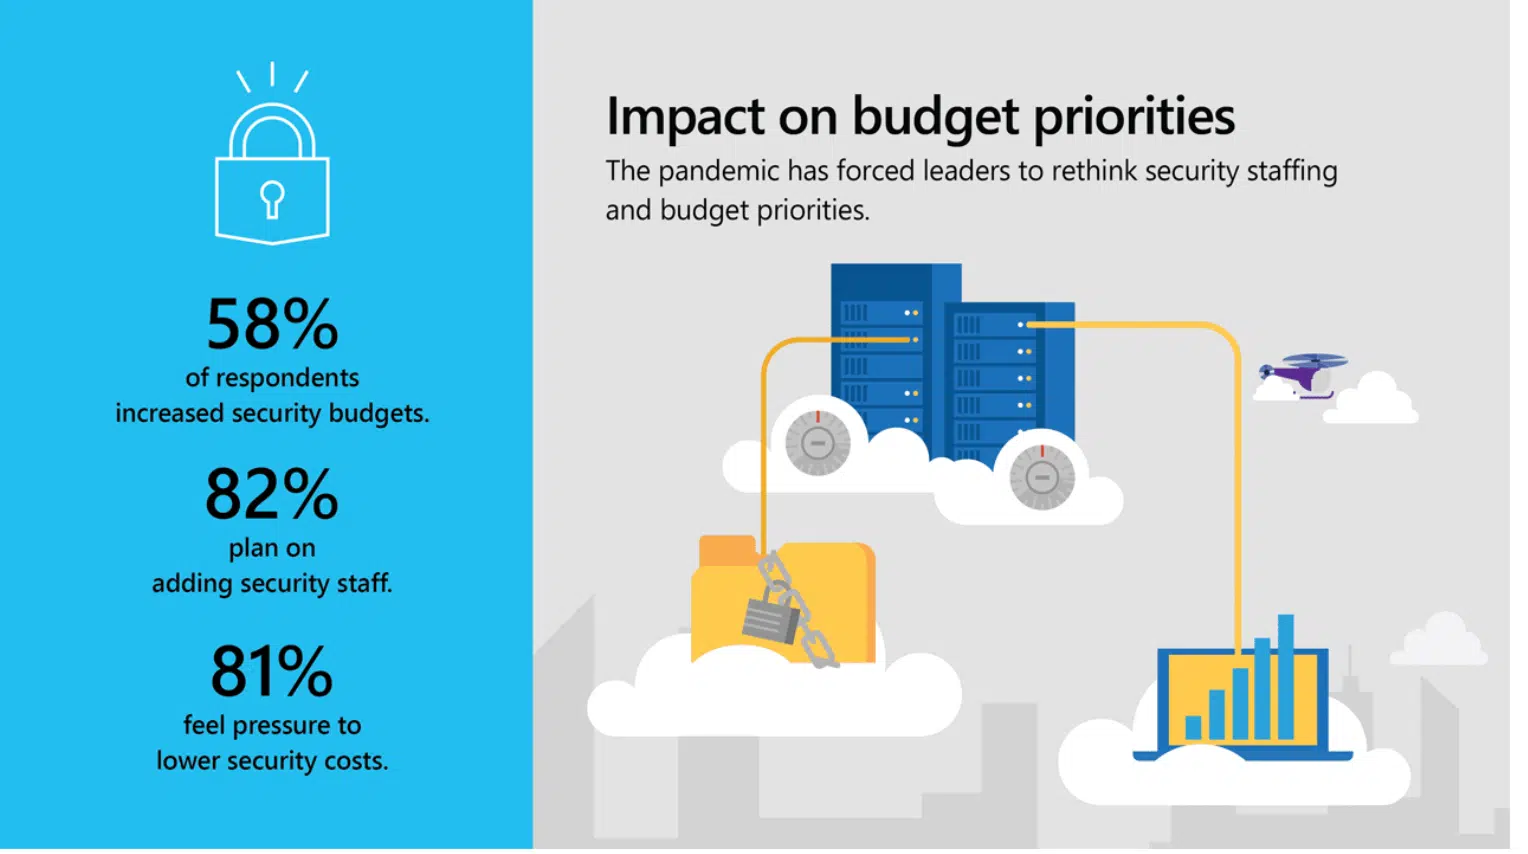 58%
of respondents
increased security budgets.
82%
plan on
adding security staff.
81%
feel pressure to
lower security costs.
Impact on budget priorities
The pandemic has forced leaders to rethink security staffing
and budget priorities.